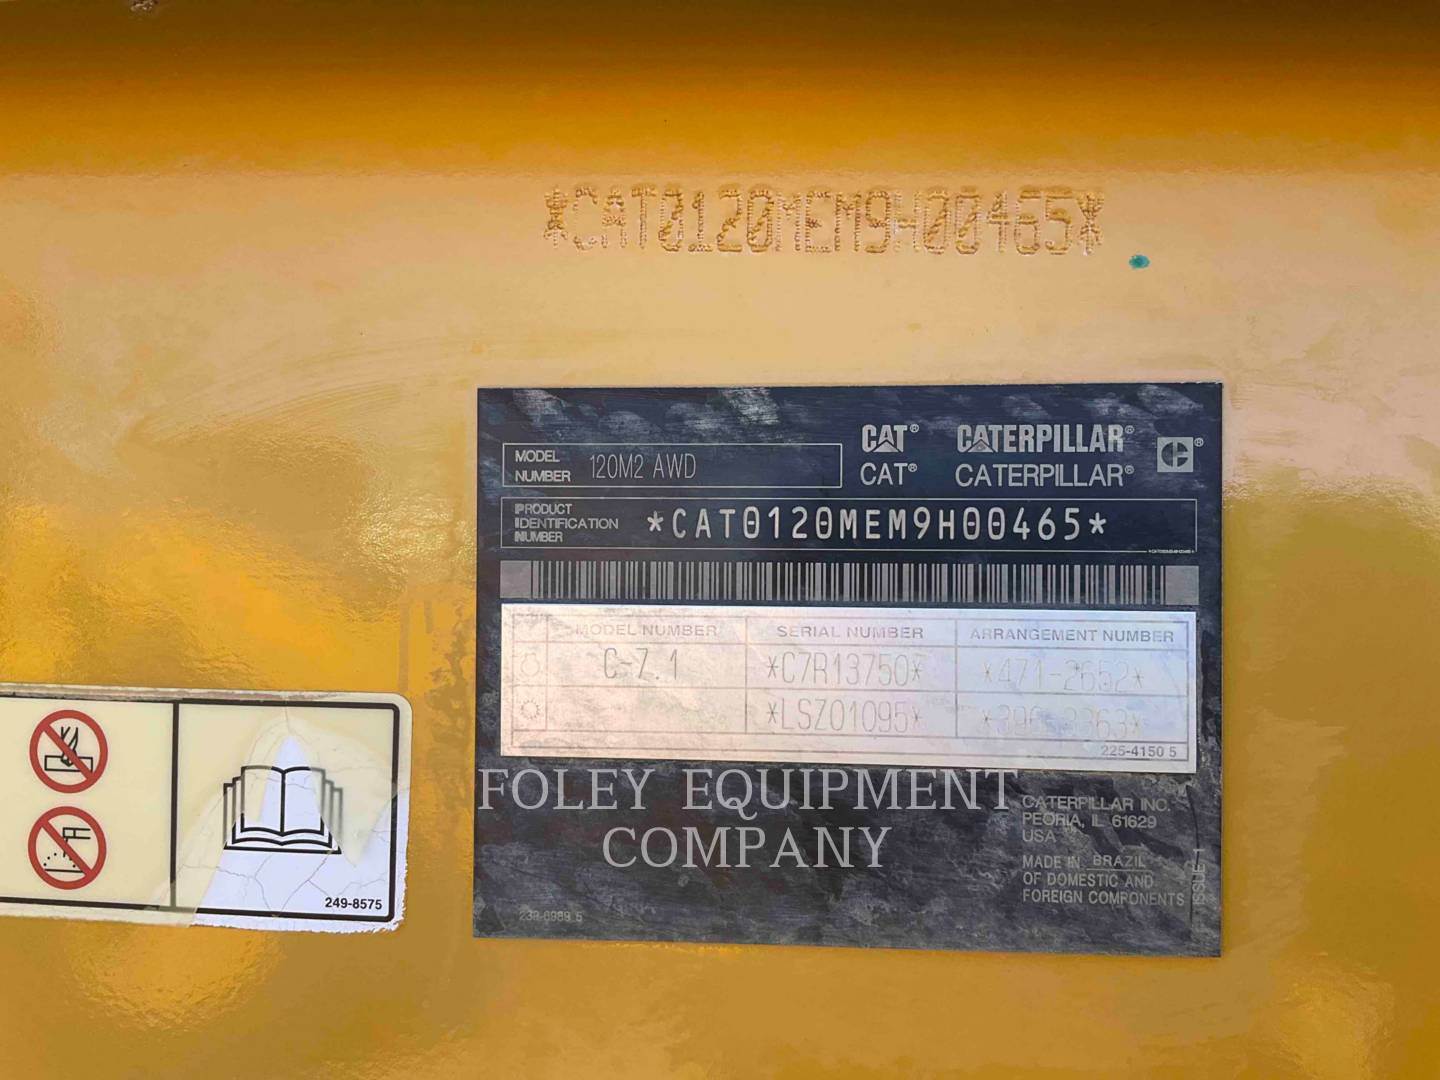 *CAT0120MEM9H00465*
CAT® CATERPILLAR®
CAT® CATERPILLAR®
MODEL NUMBER 120M2 AWD
PRODUCT IDENTIFICATION NUMBER *CAT0120MEM9H00465*
MODEL NUMBER SERIAL NUMBER ARRANGEMENT NUMBER
C-7.1 *C7R13750* *471-2652*
*LSZ01095*
225-4150 5
FOLEY EQUIPMENT
COMPANY
CATERPILLAR INC.
PEORIA, IL 61629
USA
MADE IN BRAZIL
OF DOMESTIC AND
FOREIGN COMPONENTS
ISSUE-1
249-8575